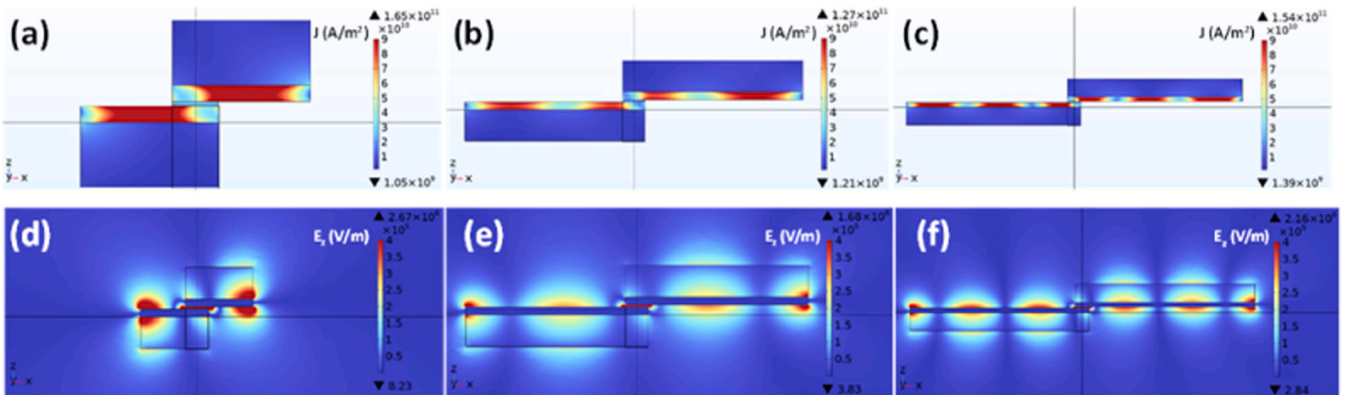 (a)
1.65×10¹¹
×10¹⁰
J (A/m²)
9
8
7
6
5
4
3
2
1
1.05×10⁹
z
y x
(b)
1.27×10¹¹
×10¹⁰
J (A/m²)
9
8
7
6
5
4
3
2
1
1.21×10⁹
z
y x
(c)
1.54×10¹¹
×10¹⁰
J (A/m²)
9
8
7
6
5
4
3
2
1
1.39×10⁹
z
y x
(d)
2.67×10⁶
×10⁵
E_z (V/m)
4
3.5
3
2.5
2
1.5
1
0.5
8.23
z
y x
(e)
1.68×10⁶
×10⁵
E_z (V/m)
4
3.5
3
2.5
2
1.5
1
0.5
3.83
z
y x
(f)
2.16×10⁶
×10⁵
E_z (V/m)
4
3.5
3
2.5
2
1.5
1
0.5
2.84
z
y x